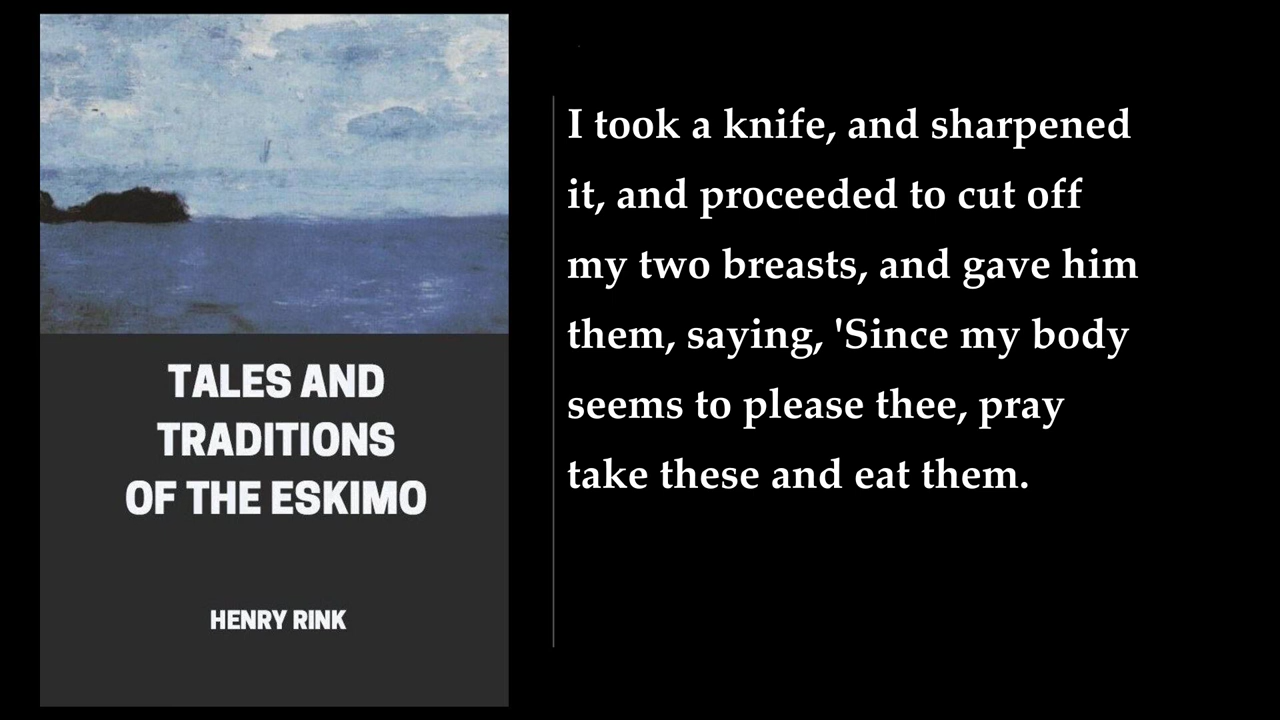 TALES AND
TRADITIONS
OF THE ESKIMO
HENRY RINK
I took a knife, and sharpened
it, and proceeded to cut off
my two breasts, and gave him
them, saying, 'Since my body
seems to please thee, pray
take these and eat them.